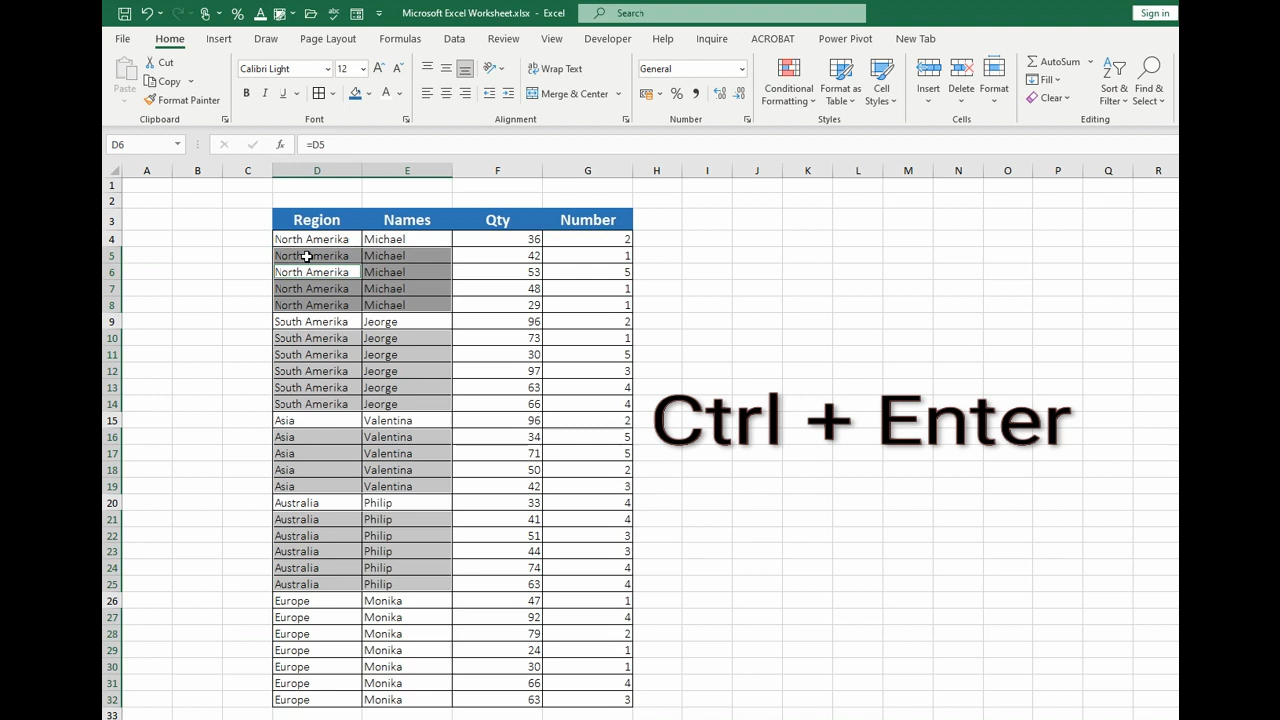 Microsoft Excel Worksheet.xlsx - Excel
Search
Sign in
File Home Insert Draw Page Layout Formulas Review View Developer Help Inquire ACROBAT Power Pivot New Tab Data
Paste
Cut
Copy
Format Painter
Clipboard
Calibri Light 12
B I U
Font
Wrap Text
Merge & Center
Alignment
General
Number
Conditional Formatting
Format as Table
Cell Styles
Styles
Insert Delete Format
Cells
AutoSum
Fill
Clear
Sort & Filter
Find & Select
Editing
D6 fx =D5
A B C D E F G H I J K L M N O P Q R
1
2
3 Region Names Qty Number
4 North Amerika Michael 36 2
5 North Amerika Michael 42 1
6 North Amerika Michael 53 5
7 North Amerika Michael 48 1
8 North Amerika Michael 29 1
9 South Amerika Jeorge 96 2
10 South Amerika Jeorge 73 1
11 South Amerika Jeorge 30 5
12 South Amerika Jeorge 97 3
13 South Amerika Jeorge 63 4
14 South Amerika Jeorge 66 4
Ctrl + Enter
15 Asia Valentina 96 2
16 Asia Valentina 34 5
17 Asia Valentina 71 5
18 Asia Valentina 50 2
19 Asia Valentina 42 3
20 Australia Philip 33 4
21 Australia Philip 41 4
22 Australia Philip 51 3
23 Australia Philip 44 3
24 Australia Philip 74 4
25 Australia Philip 63 4
26 Europe Monika 47 1
27 Europe Monika 92 4
28 Europe Monika 79 2
29 Europe Monika 24 1
30 Europe Monika 30 1
31 Europe Monika 66 4
32 Europe Monika 63 3
33